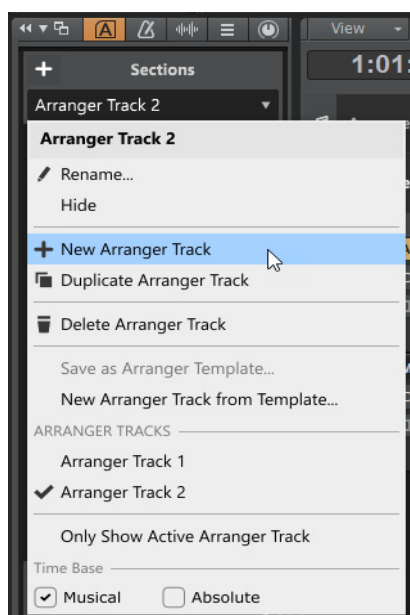 View
Sections
1:01:
Arranger Track 2
Arranger Track 2
Rename...
Hide
New Arranger Track
Duplicate Arranger Track
Delete Arranger Track
Save as Arranger Template...
New Arranger Track from Template...
ARRANGER TRACKS
Arranger Track 1
Arranger Track 2
Only Show Active Arranger Track
Time Base
Musical Absolute